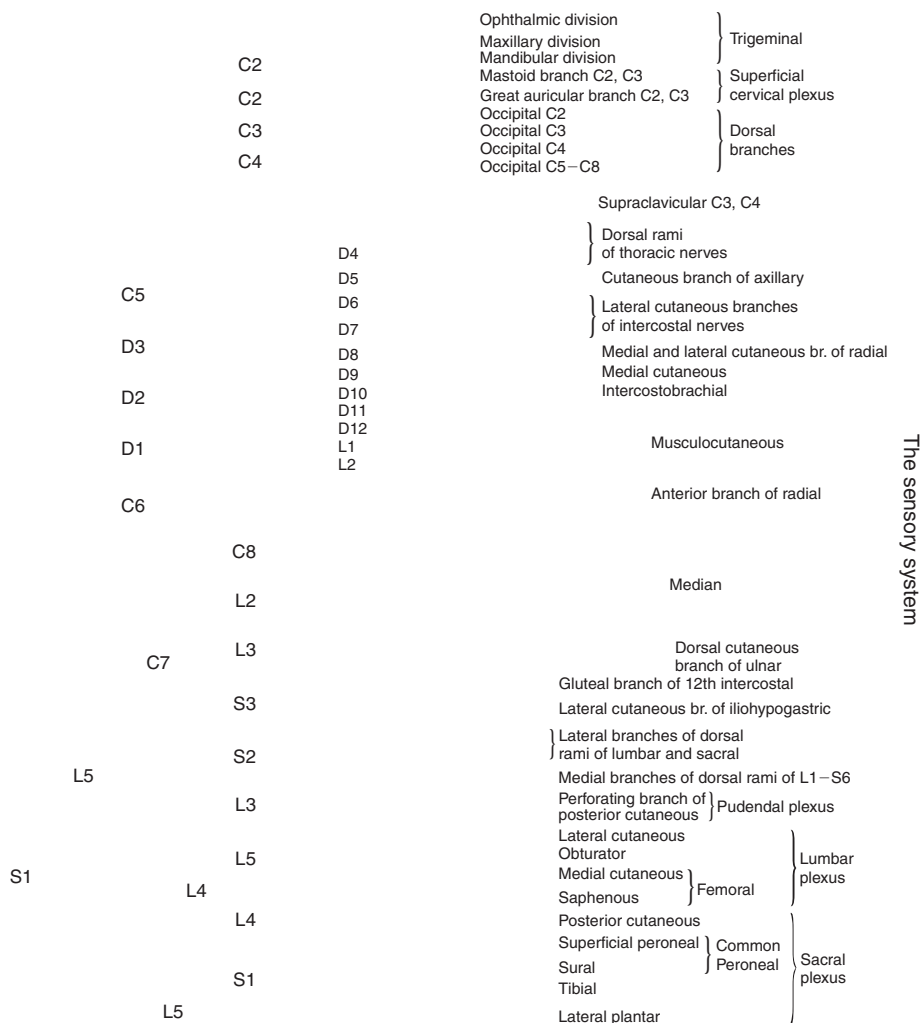 Ophthalmic division
Maxillary division
Mandibular division
Trigeminal
Mastoid branch C2, C3
Great auricular branch C2, C3
Superficial
cervical plexus
Occipital C2
Occipital C3
Occipital C4
Occipital C5–C8
Dorsal
branches
C2
C2
C3
C4
Supraclavicular C3, C4
Dorsal rami
of thoracic nerves
Cutaneous branch of axillary
Lateral cutaneous branches
of intercostal nerves
Medial and lateral cutaneous br. of radial
Medial cutaneous
Intercostobrachial
Musculocutaneous
Anterior branch of radial
Median
Dorsal cutaneous
branch of ulnar
D4
D5
D6
D7
D8
D9
D10
D11
D12
L1
L2
C5
D3
D2
D1
C6
C8
L2
L3
C7
S3
S2
L5
L3
L5
S1
L4
L4
S1
L5
Gluteal branch of 12th intercostal
Lateral cutaneous br. of iliohypogastric
Lateral branches of dorsal
rami of lumbar and sacral
Medial branches of dorsal rami of L1–S6
Perforating branch of
posterior cutaneous
Pudendal plexus
Lateral cutaneous
Obturator
Medial cutaneous
Saphenous
Femoral
Lumbar
plexus
Posterior cutaneous
Superficial peroneal
Common
Peroneal
Sural
Tibial
Lateral plantar
Sacral
plexus
The sensory system